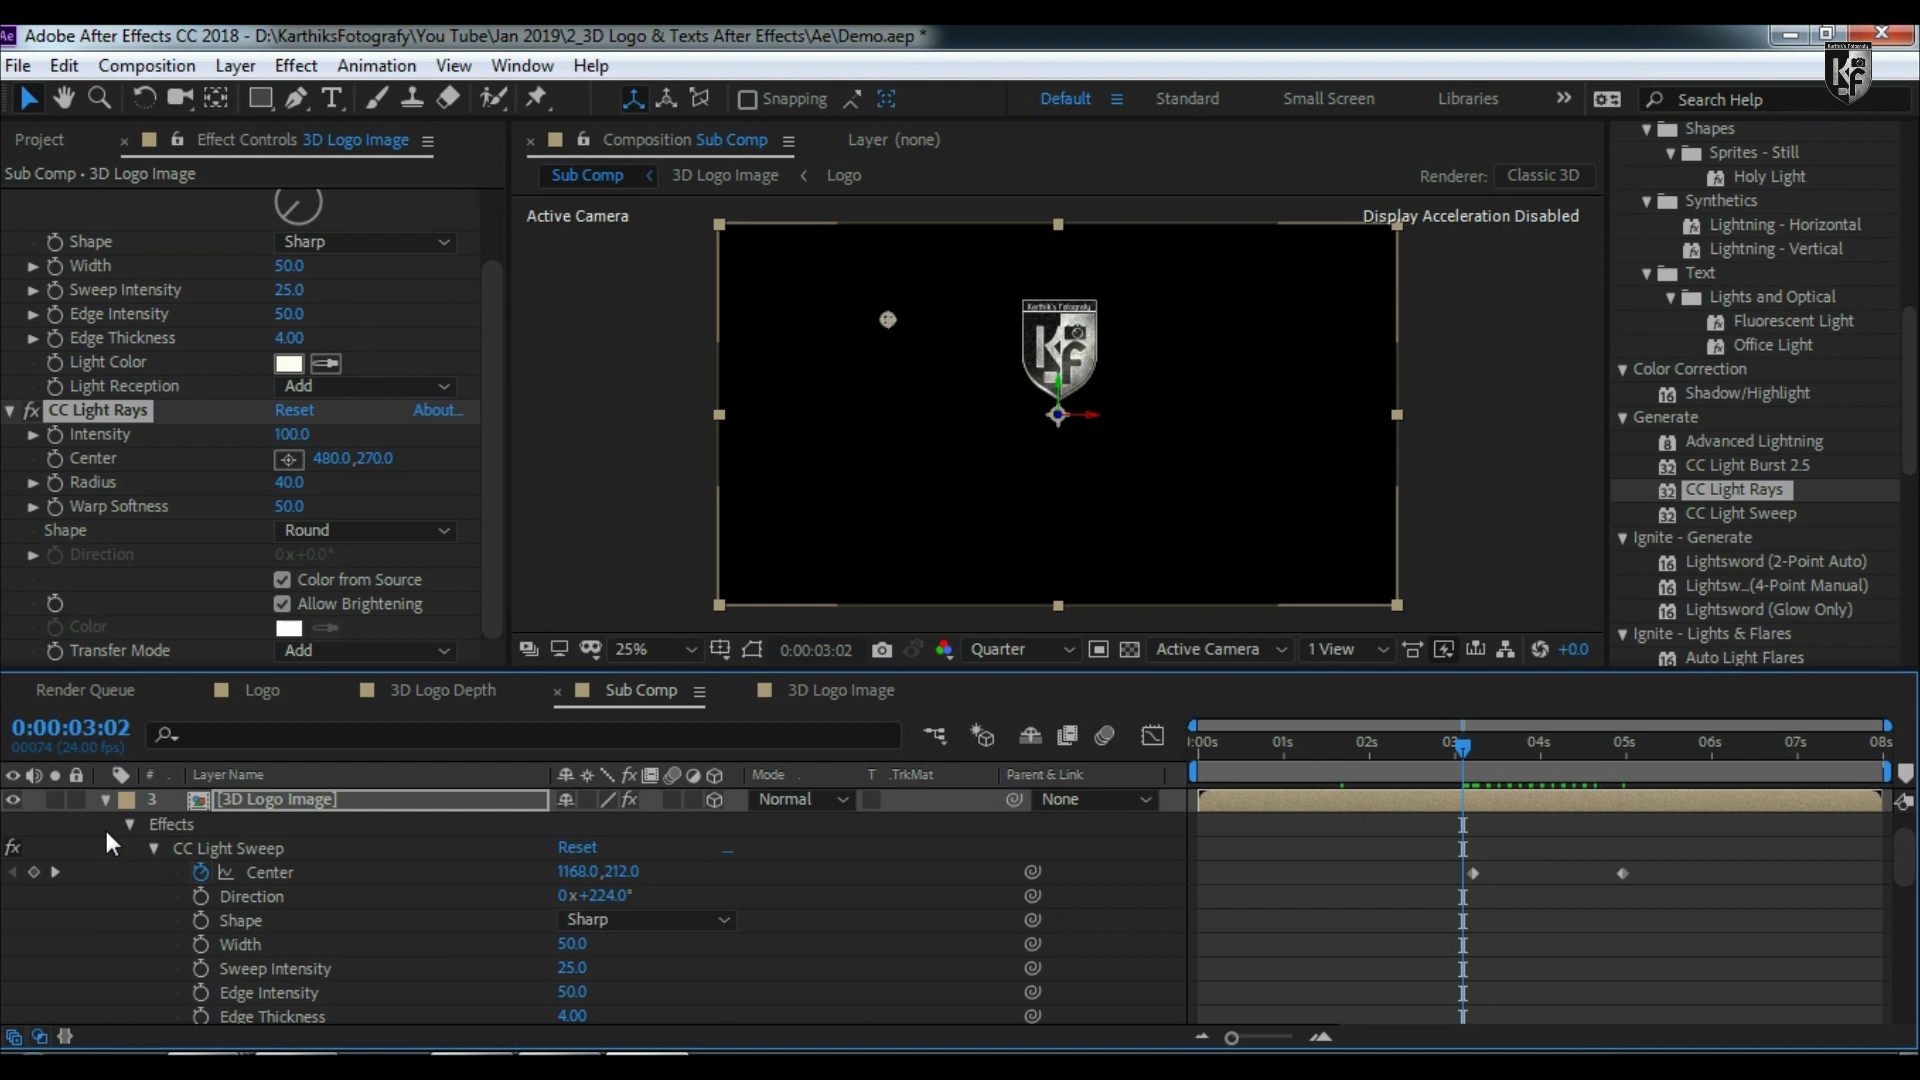 Adobe After Effects CC 2018 - D:\KarthiksFotografy\You Tube\Jan 2019\2_3D Logo & Texts After Effects\Ae\Demo.aep *
File Edit Composition Layer Effect Animation View Window Help
Snapping Default Standard Small Screen Libraries Search Help
Project Effect Controls 3D Logo Image
Sub Comp • 3D Logo Image
Shape Sharp
Width 50.0
Sweep Intensity 25.0
Edge Intensity 50.0
Edge Thickness 4.00
Light Color
Light Reception Add
fx CC Light Rays Reset About...
Intensity 100.0
Center 480.0,270.0
Radius 40.0
Warp Softness 50.0
Shape Round
Direction 0x+0.0°
Color from Source
Allow Brightening
Color
Transfer Mode Add
Composition Sub Comp Layer (none)
Sub Comp 3D Logo Image Logo Renderer: Classic 3D
Active Camera Display Acceleration Disabled
Karthik's Fotografy
KF
25% 0:00:03:02 Quarter Active Camera 1 View +0.0
Shapes
Sprites - Still
Holy Light
Synthetics
Lightning - Horizontal
Lightning - Vertical
Text
Lights and Optical
Fluorescent Light
Office Light
Color Correction
Shadow/Highlight
Generate
Advanced Lightning
CC Light Burst 2.5
CC Light Rays
CC Light Sweep
Ignite - Generate
Lightsword (2-Point Auto)
Lightsw...(4-Point Manual)
Lightsword (Glow Only)
Ignite - Lights & Flares
Auto Light Flares
Render Queue Logo 3D Logo Depth Sub Comp 3D Logo Image
0:00:03:02
00074 (24.00 fps)
:00s 01s 02s 03 04s 05s 06s 07s 08s
# Layer Name fx Mode T .TrkMat Parent & Link
3 [3D Logo Image] fx Normal None
Effects
fx CC Light Sweep Reset
Center 1168.0,212.0
Direction 0x+224.0°
Shape Sharp
Width 50.0
Sweep Intensity 25.0
Edge Intensity 50.0
Edge Thickness 4.00